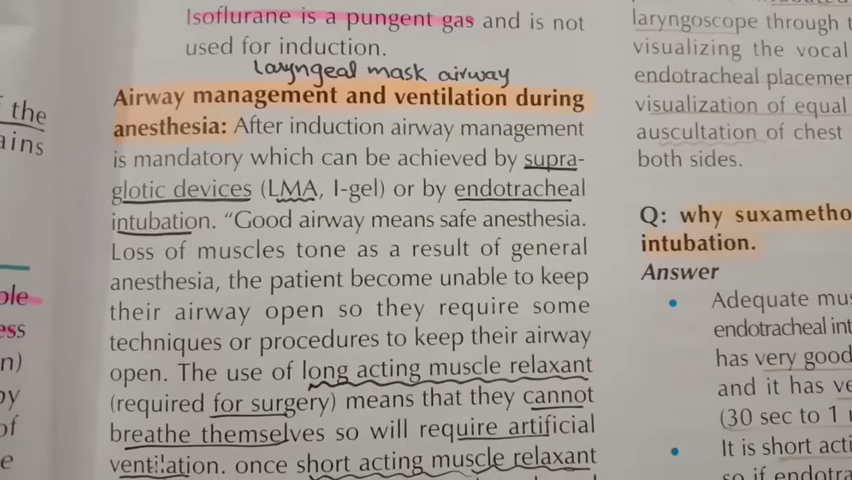 the
ains
ple
ess
n)
by
of
e
Isoflurane is a pungent gas and is not
used for induction.
laryngeal mask airway
Airway management and ventilation during
anesthesia: After induction airway management
is mandatory which can be achieved by supra-
glotic devices (LMA, I-gel) or by endotracheal
intubation. “Good airway means safe anesthesia.
Loss of muscles tone as a result of general
anesthesia, the patient become unable to keep
their airway open so they require some
techniques or procedures to keep their airway
open. The use of long acting muscle relaxant
(required for surgery) means that they cannot
breathe themselves so will require artificial
ventilation. once short acting muscle relaxant
laryngoscope through t
visualizing the vocal
endotracheal placemen
visualization of equal
auscultation of chest
both sides.
Q: why suxametho
intubation.
Answer
• Adequate mus
endotracheal int
has very good
and it has ve
(30 sec to 1
• It is short acti
so if endotra